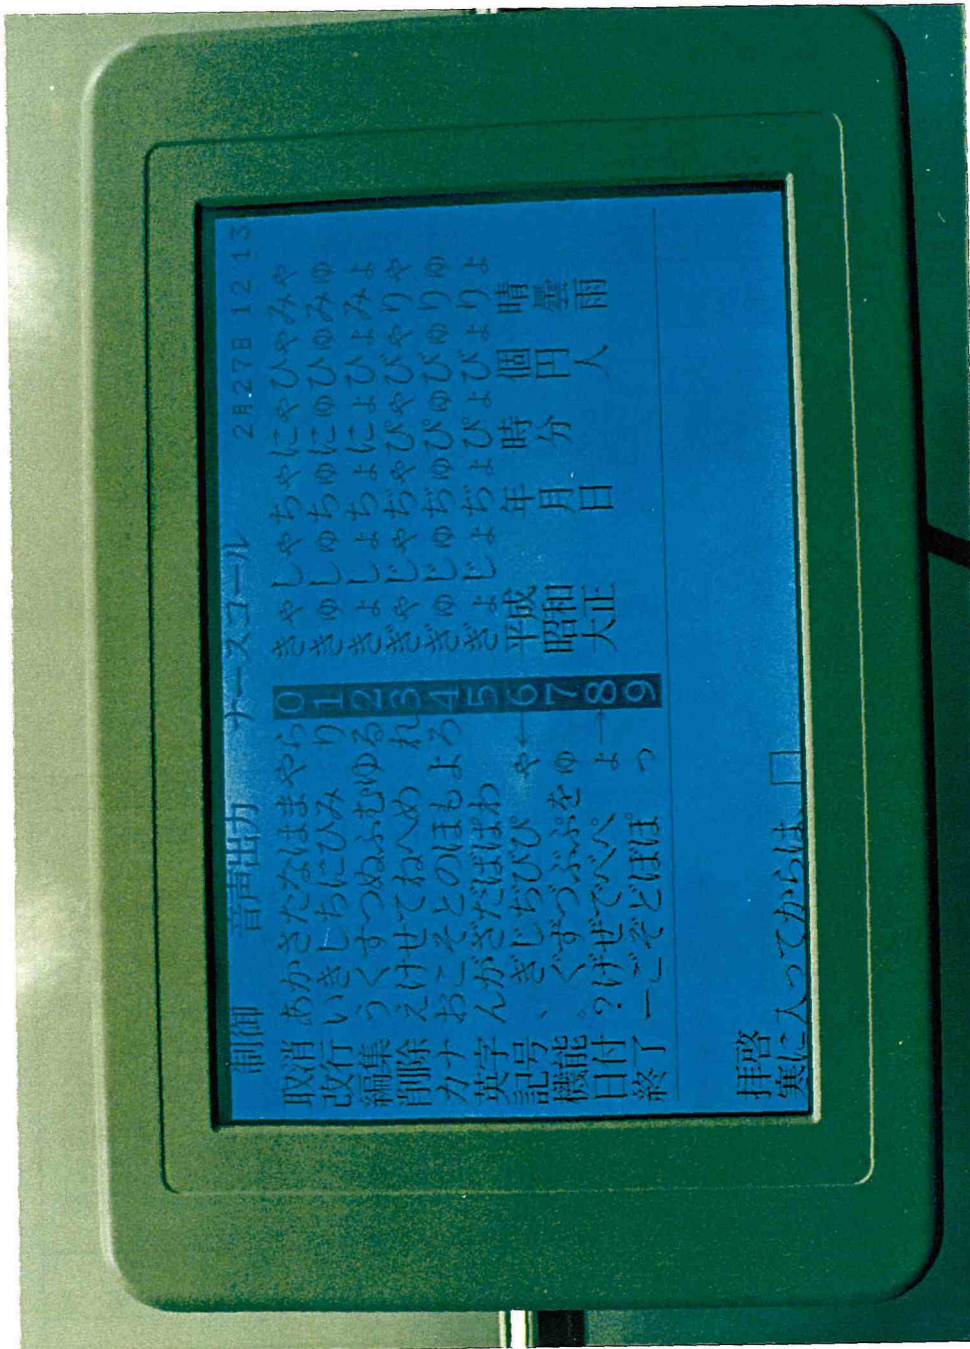 制御 音声出力 ナースコール 2月27日 12 13
取消 あかさたなはまやら 0 きゃ しゃ ちゃ にゃ ひゃ みゃ
改行 いきしちにひみ り 1 きゅ しゅ ちゅ にゅ ひゅ みゅ
編集 うくすつぬふむゆる 2 きょ しょ ちょ にょ ひょ みょ
削除 えけせてねへめ れ 3 ぎゃ じゃ ぢゃ ぴゃ びゃ りゃ
カナ おこそとのほもよろ 4 ぎゅ じゅ ぢゅ ぴゅ びゅ りゅ
英字 んがざだばぱわ 5 ぎょ じょ ぢょ ぴょ びょ りょ
記号 、ぎじぢびぴ ゃ← 6 平成 年 時 個 晴
機能 。ぐずづぶぷを ゅ 7 昭和 月 分 円 曇
日付 ?げぜでべぺ ょ→ 8 大正 日 人 雨
終了 ーごぞどぼぽ っ 9
拝啓
寒に入ってからは、